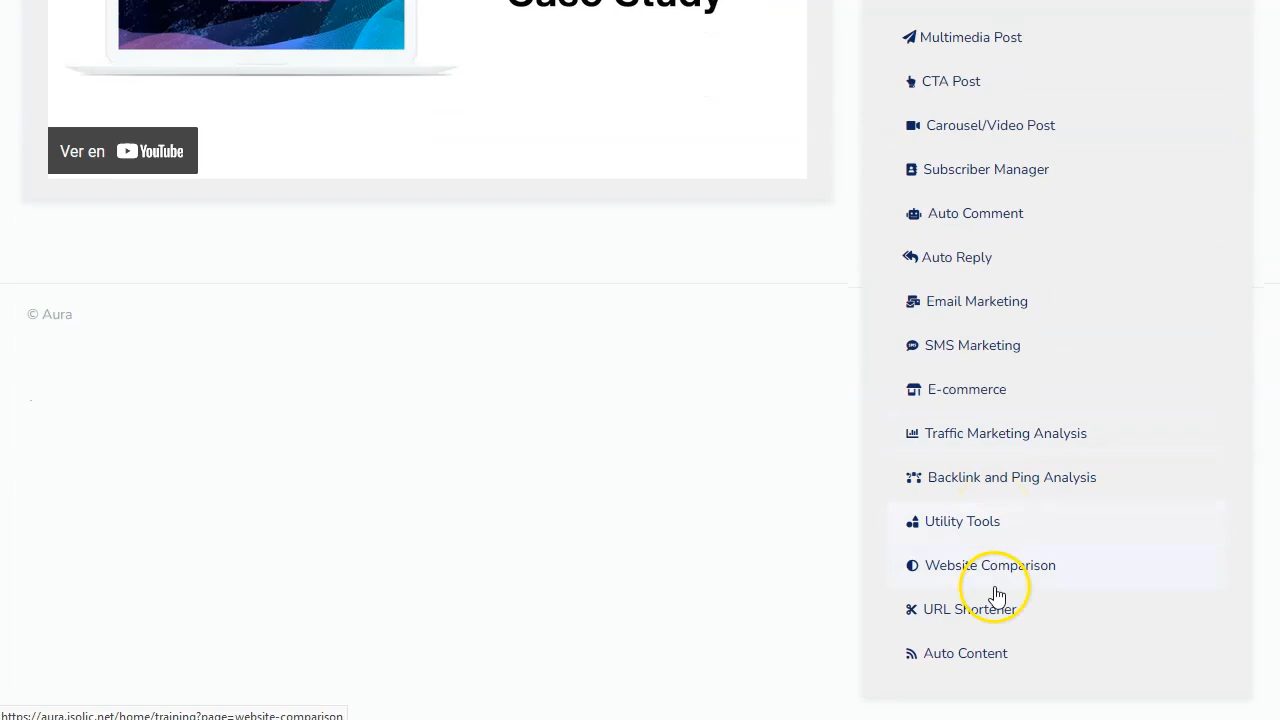 Case Study
Ver en YouTube
© Aura
Multimedia Post
CTA Post
Carousel/Video Post
Subscriber Manager
Auto Comment
Auto Reply
Email Marketing
SMS Marketing
E-commerce
Traffic Marketing Analysis
Backlink and Ping Analysis
Utility Tools
Website Comparison
URL Shortener
Auto Content
https://aura.isolic.net/home/training?page=website-comparison